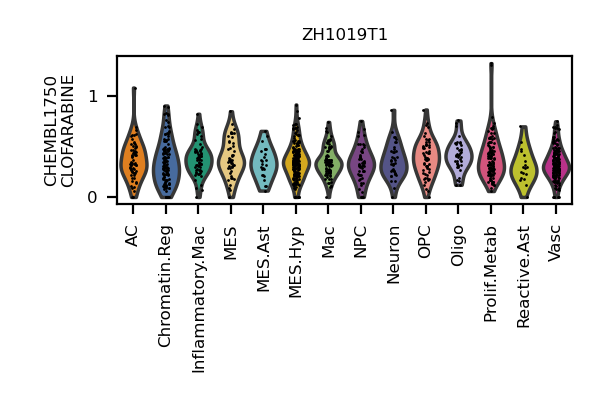 ZH1019T1
CHEMBL1750
CLOFARABINE
1
0
AC
Chromatin.Reg
Inflammatory.Mac
MES
MES.Ast
MES.Hyp
Mac
NPC
Neuron
OPC
Oligo
Prolif.Metab
Reactive.Ast
Vasc